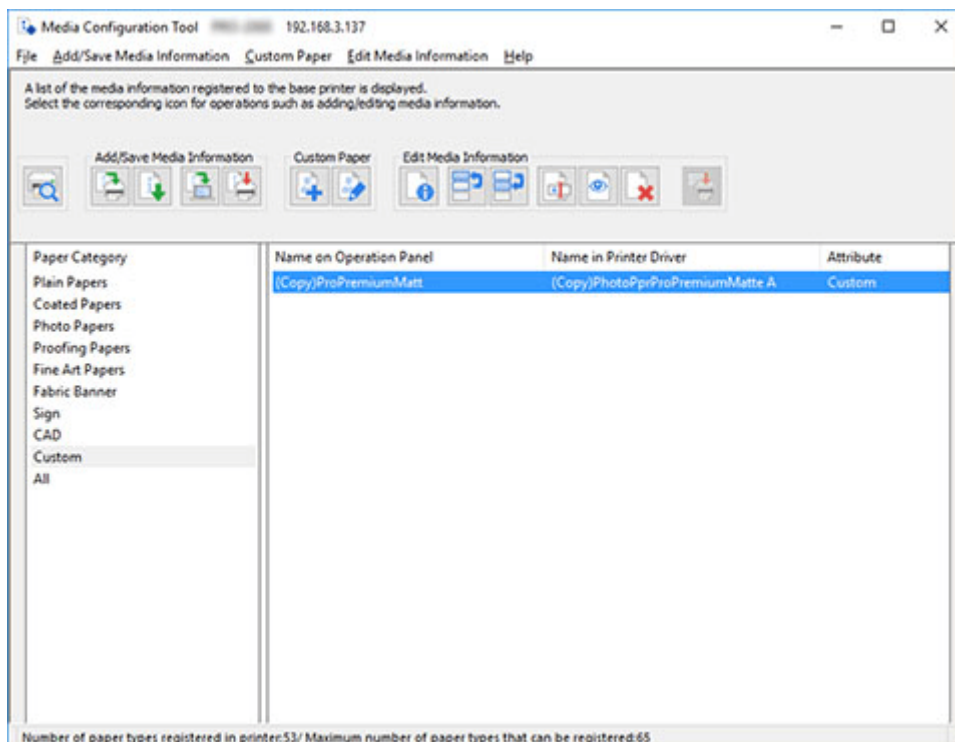 Media Configuration Tool 192.168.3.137
File Add/Save Media Information Custom Paper Edit Media Information Help
A list of the media information registered to the base printer is displayed.
Select the corresponding icon for operations such as adding/editing media information.
Add/Save Media Information Custom Paper Edit Media Information
Paper Category Name on Operation Panel Name in Printer Driver Attribute
Plain Papers (Copy)ProPremiumMatt (Copy)PhotoPprProPremiumMatte A Custom
Coated Papers
Photo Papers
Proofing Papers
Fine Art Papers
Fabric Banner
Sign
CAD
Custom
All
Number of paper types registered in printer:53/ Maximum number of paper types that can be registered:65